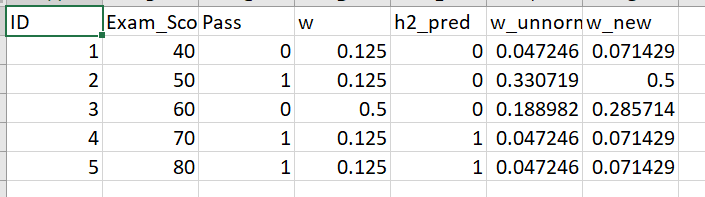 ID Exam_Sco Pass w h2_pred w_unnorn w_new
1 40 0 0.125 0 0.047246 0.071429
2 50 1 0.125 0 0.330719 0.5
3 60 0 0.5 0 0.188982 0.285714
4 70 1 0.125 1 0.047246 0.071429
5 80 1 0.125 1 0.047246 0.071429